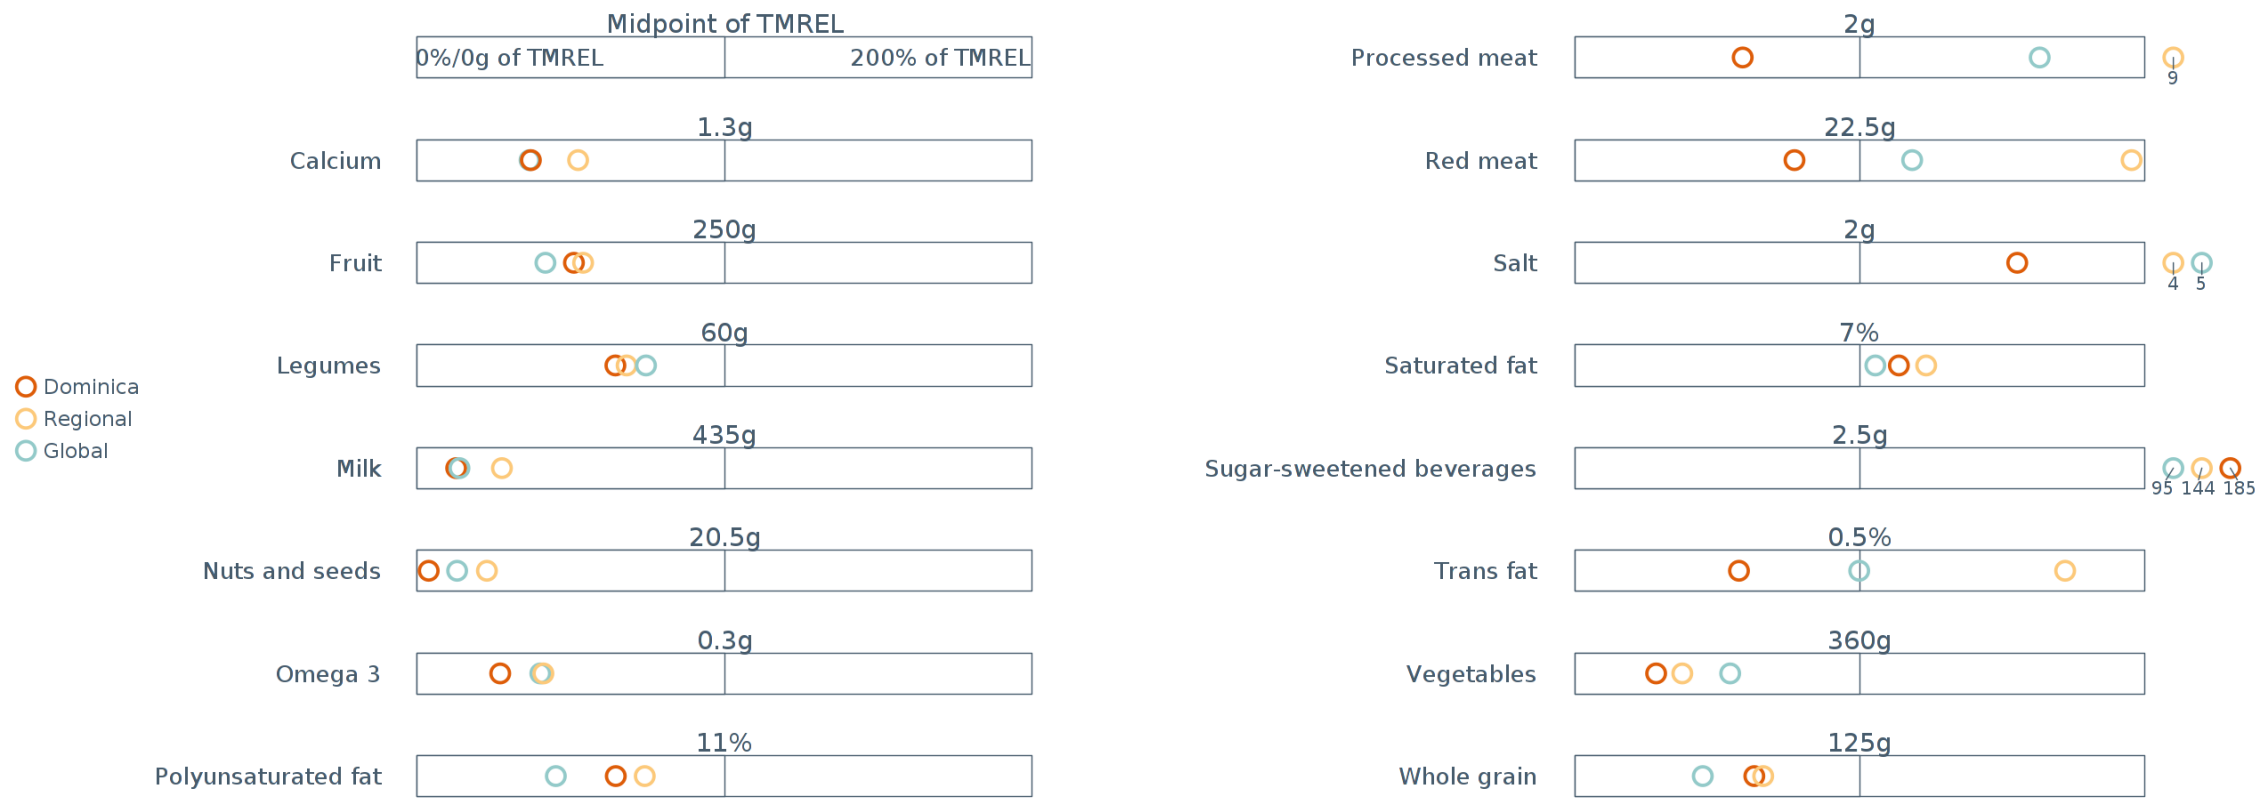 Midpoint of TMREL
0%/0g of TMREL
200% of TMREL
1.3g
Calcium
250g
Fruit
60g
Legumes
435g
Milk
20.5g
Nuts and seeds
0.3g
Omega 3
11%
Polyunsaturated fat
Dominica
Regional
Global
2g
Processed meat
9
22.5g
Red meat
2g
Salt
4 5
7%
Saturated fat
2.5g
Sugar-sweetened beverages
95 144 185
0.5%
Trans fat
360g
Vegetables
125g
Whole grain